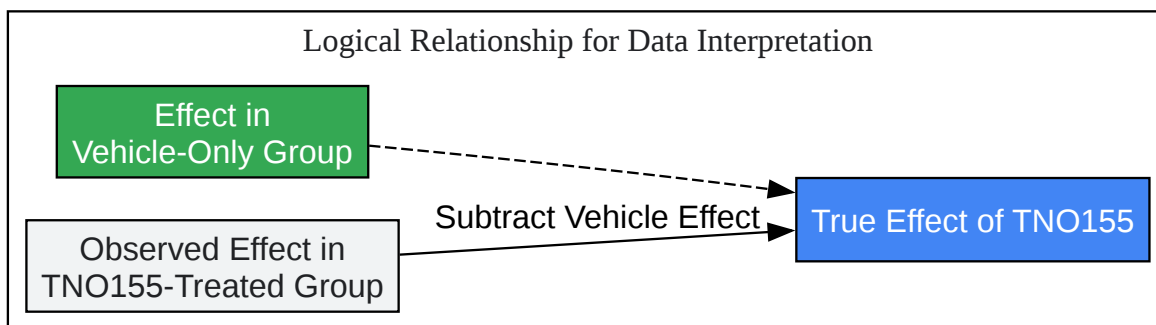 Logical Relationship for Data Interpretation
Effect in
Vehicle-Only Group
Subtract Vehicle Effect
True Effect of TNO155
Observed Effect in
TNO155-Treated Group